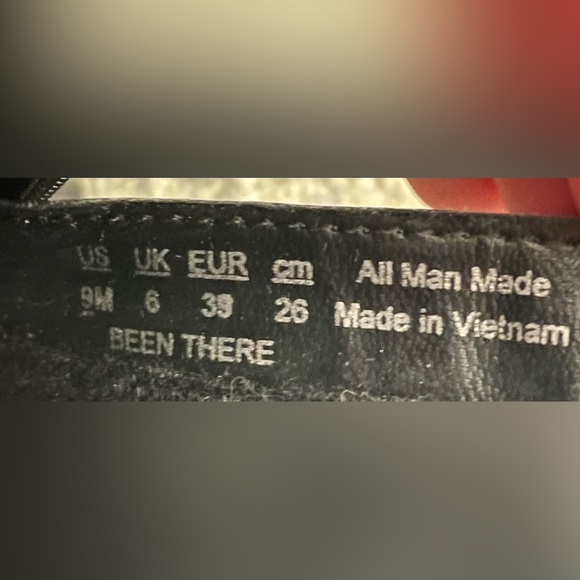 US UK EUR cm
9M 6 39 26
BEEN THERE
All Man Made
Made in Vietnam